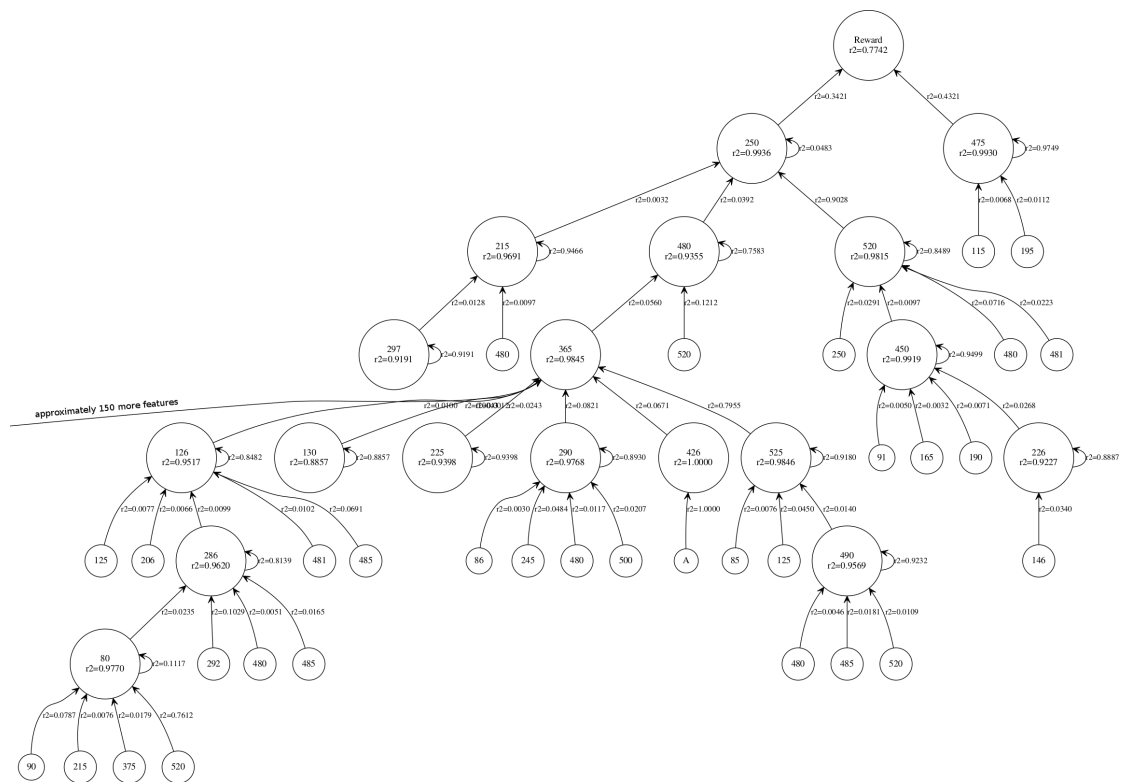 Reward
r2=0.7742
r2=0.3421
r2=0.4321
250
r2=0.9936
r2=0.0483
475
r2=0.9930
r2=0.9749
r2=0.0032
r2=0.0392
r2=0.9028
r2=0.0068
r2=0.0112
215
r2=0.9691
r2=0.9466
480
r2=0.9355
r2=0.7583
520
r2=0.9815
r2=0.8489
115
195
r2=0.0128
r2=0.0097
r2=0.0560
r2=0.1212
r2=0.0291
r2=0.0097
r2=0.0716
r2=0.0223
297
r2=0.9191
r2=0.9191
480
365
r2=0.9845
520
250
450
r2=0.9919
r2=0.9499
480
481
approximately 150 more features
r2=0.0100
r2=0.0243
r2=0.0821
r2=0.0671
r2=0.7955
r2=0.0050
r2=0.0032
r2=0.0071
r2=0.0268
126
r2=0.9517
r2=0.8482
130
r2=0.8857
r2=0.8857
225
r2=0.9398
r2=0.9398
290
r2=0.9768
r2=0.8930
426
r2=1.0000
525
r2=0.9846
r2=0.9180
91
165
190
226
r2=0.9227
r2=0.8887
r2=0.0077
r2=0.0066
r2=0.0099
r2=0.0102
r2=0.0691
r2=0.0030
r2=0.0484
r2=0.0117
r2=0.0207
r2=1.0000
r2=0.0076
r2=0.0450
r2=0.0140
r2=0.0340
125
206
286
r2=0.9620
r2=0.8139
481
485
86
245
480
500
A
85
125
490
r2=0.9569
r2=0.9232
146
r2=0.0235
r2=0.1029
r2=0.0051
r2=0.0165
r2=0.0046
r2=0.0181
r2=0.0109
80
r2=0.9770
r2=0.1117
292
480
485
480
485
520
r2=0.0787
r2=0.0076
r2=0.0179
r2=0.7612
90
215
375
520